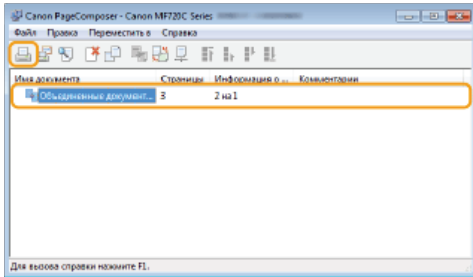 Canon PageComposer - Canon MF720C Series
Файл Правка Переместить в Справка
Имя документа Страницы Информация о ... Комментарии
Объединенные документ... 3 2 на 1
Для вызова справки нажмите F1.